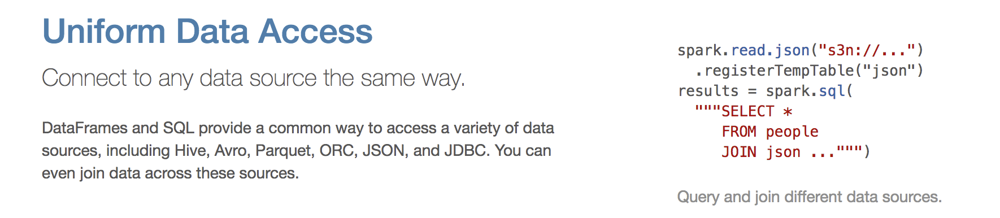 Uniform Data Access
Connect to any data source the same way.
DataFrames and SQL provide a common way to access a variety of data
sources, including Hive, Avro, Parquet, ORC, JSON, and JDBC. You can
even join data across these sources.
spark.read.json("s3n://...")
  .registerTempTable("json")
results = spark.sql(
  """SELECT *
     FROM people
     JOIN json ...""")
Query and join different data sources.